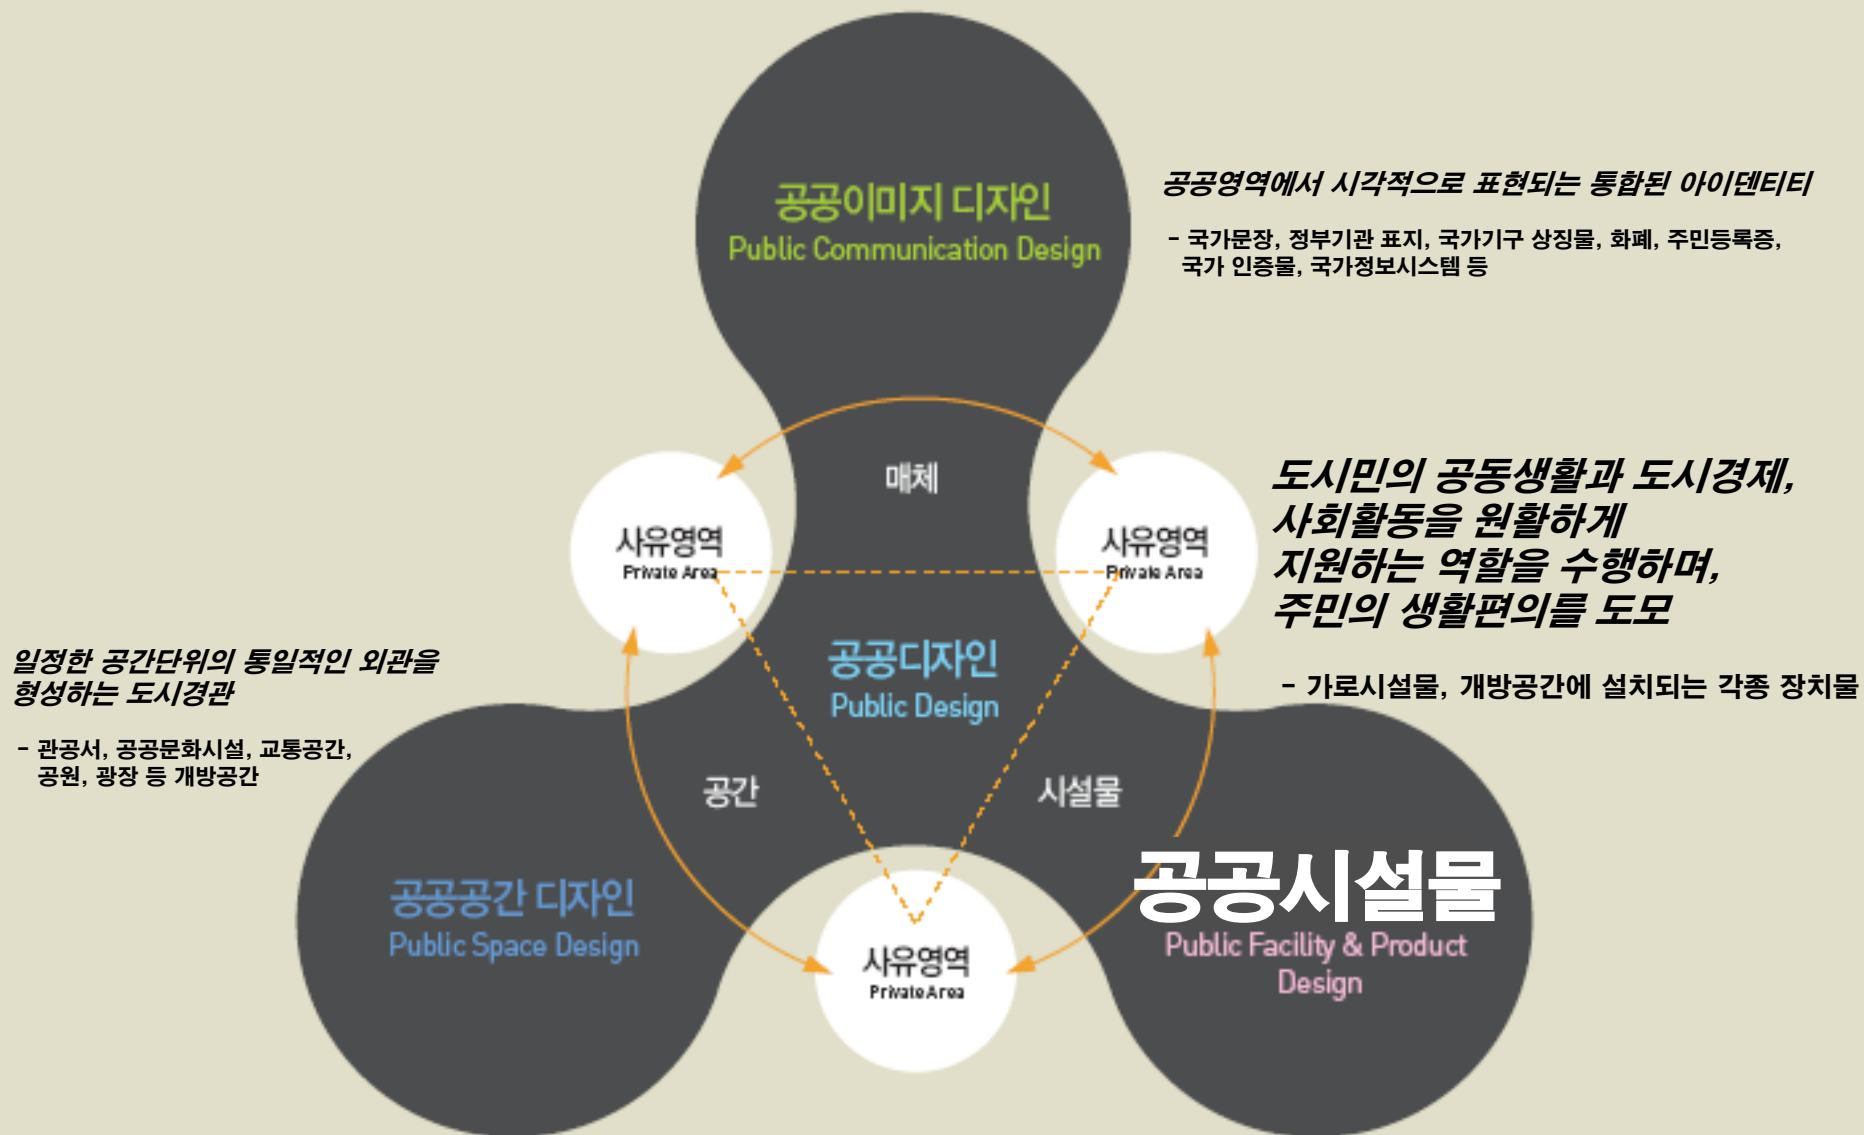 공공이미지 디자인
Public Communication Design
공공영역에서 시각적으로 표현되는 통합된 아이덴티티
- 국가문장, 정부기관 표지, 국가기구 상징물, 화폐, 주민등록증,
국가 인증물, 국가정보시스템 등
매체
사유영역
Private Area
사유영역
Private Area
도시민의 공동생활과 도시경제,
사회활동을 원활하게
지원하는 역할을 수행하며,
주민의 생활편의를 도모
- 가로시설물, 개방공간에 설치되는 각종 장치물
공공디자인
Public Design
일정한 공간단위의 통일적인 외관을
형성하는 도시경관
- 관공서, 공공문화시설, 교통공간,
공원, 광장 등 개방공간
공간
시설물
공공공간 디자인
Public Space Design
사유영역
Private Area
공공시설물
Public Facility & Product
Design